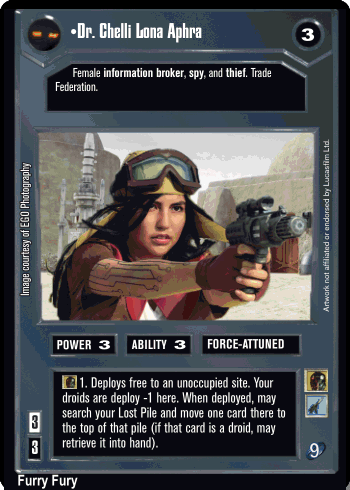 •Dr. Chelli Lona Aphra
3
Female information broker, spy, and thief. Trade
Federation.
Image courtesy of EGO Photography
Artwork not affiliated or endorsed by Lucasfilm Ltd.
POWER 3
ABILITY 3
FORCE-ATTUNED
1. Deploys free to an unoccupied site. Your
droids are deploy -1 here. When deployed, may
search your Lost Pile and move one card there to
the top of that pile (if that card is a droid, may
retrieve it into hand).
3
3
9
Furry Fury